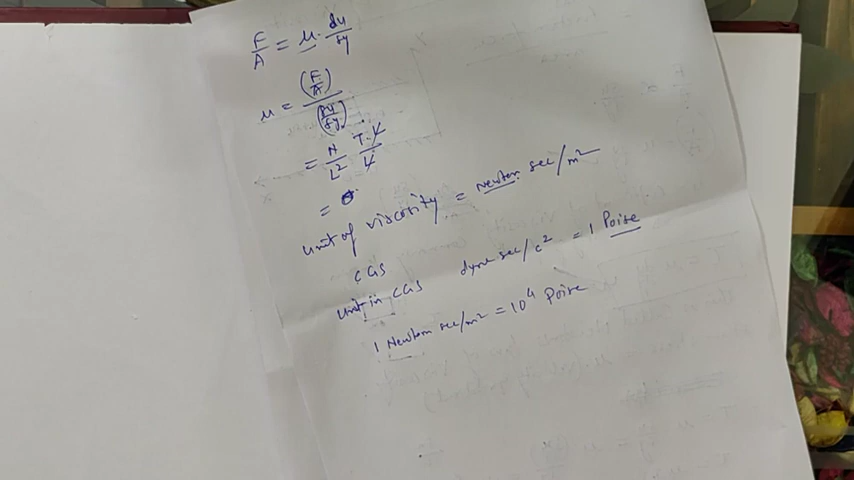 F/A = μ. du/dy
μ = (F/A)/(du/dy)
= N/L² T.L/L
=
unit of viscosity = Newton sec/m²
CGS
unit in CGS dyne sec/c² = 1 Poise
1 Newton sec/m² = 10⁴ Poise